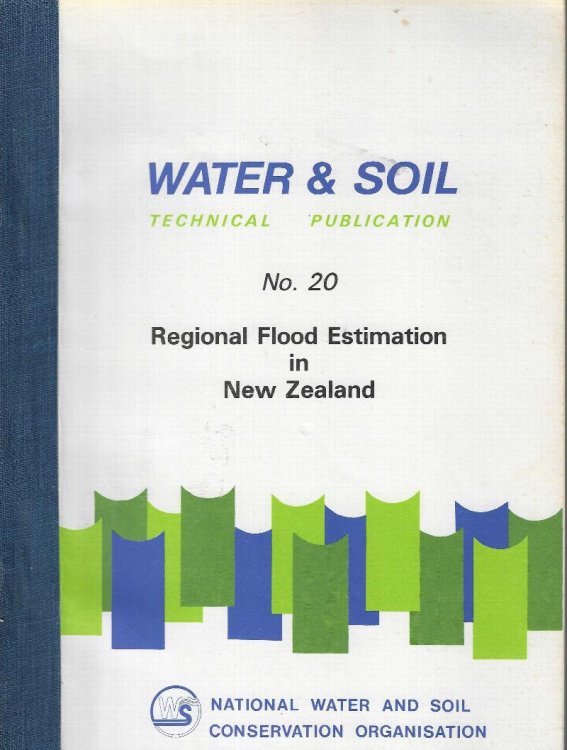 WATER & SOIL
TECHNICAL PUBLICATION
No. 20
Regional Flood Estimation
in
New Zealand
WS
NATIONAL WATER AND SOIL
CONSERVATION ORGANISATION